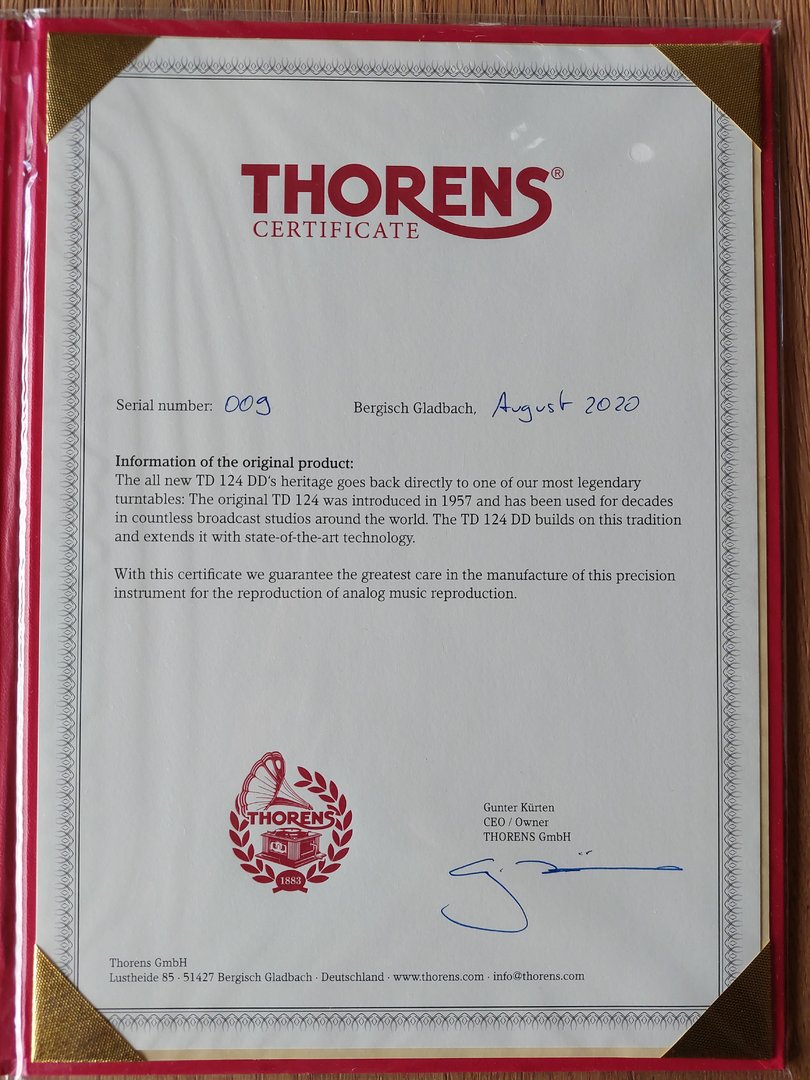 THORENS®
CERTIFICATE
Serial number: 009 Bergisch Gladbach, August 2020
Information of the original product:
The all new TD 124 DD's heritage goes back directly to one of our most legendary
turntables: The original TD 124 was introduced in 1957 and has been used for decades
in countless broadcast studios around the world. The TD 124 DD builds on this tradition
and extends it with state-of-the-art technology.
With this certificate we guarantee the greatest care in the manufacture of this precision
instrument for the reproduction of analog music reproduction.
THORENS
1883
Gunter Kürten
CEO / Owner
THORENS GmbH
Thorens GmbH
Lustheide 85 · 51427 Bergisch Gladbach · Deutschland · www.thorens.com · info@thorens.com